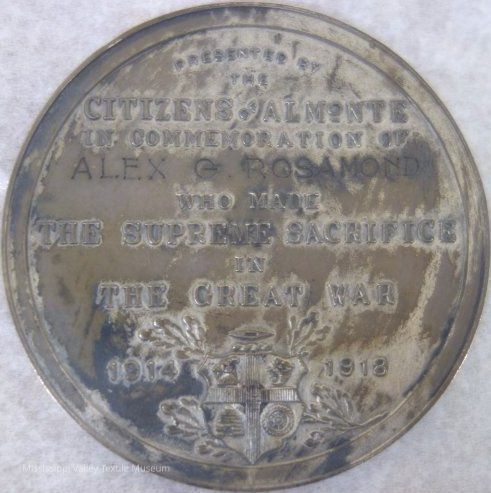 PRESENTED BY
THE
CITIZENS of ALMONTE
IN COMMEMORATION OF
ALEX G. ROSAMOND
WHO MADE
THE SUPREME SACRIFICE
IN
THE GREAT WAR
1914 1918
Mississippi Valley Textile Museum